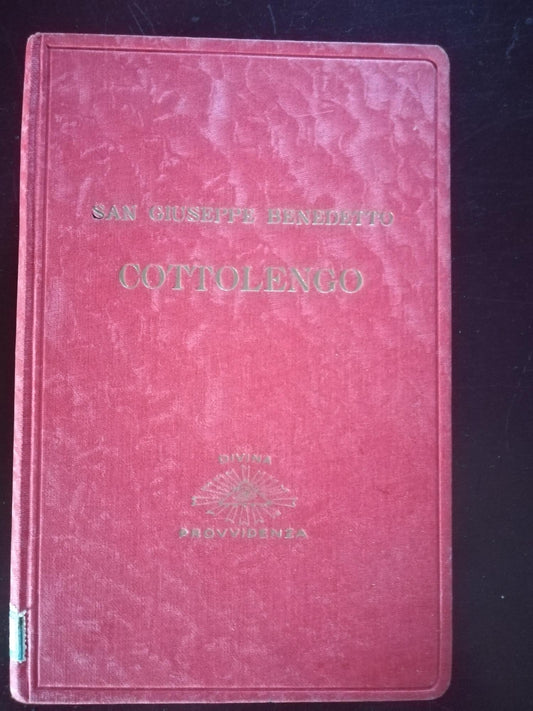 SAN GIUSEPPE BENEDETTO
COTTOLENGO
DIVINA
PROVVIDENZA